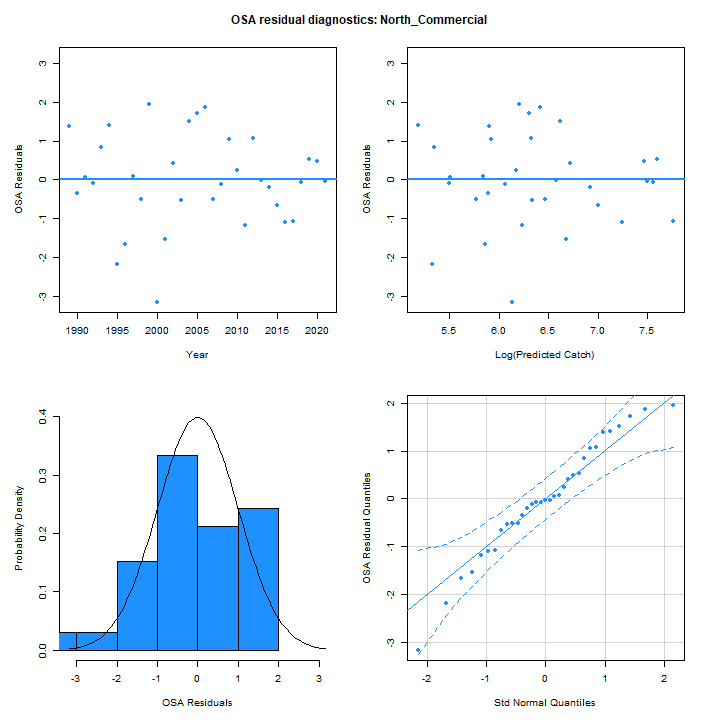 OSA residual diagnostics: North_Commercial
OSA Residuals
3
2
1
0
-1
-2
-3
1990 1995 2000 2005 2010 2015 2020
Year
OSA Residuals
3
2
1
0
-1
-2
-3
5.5 6.0 6.5 7.0 7.5
Log(Predicted Catch)
Probability Density
0.4
0.3
0.2
0.1
0.0
-3 -2 -1 0 1 2 3
OSA Residuals
OSA Residual Quantiles
2
1
0
-1
-2
-3
-2 -1 0 1 2
Std Normal Quantiles